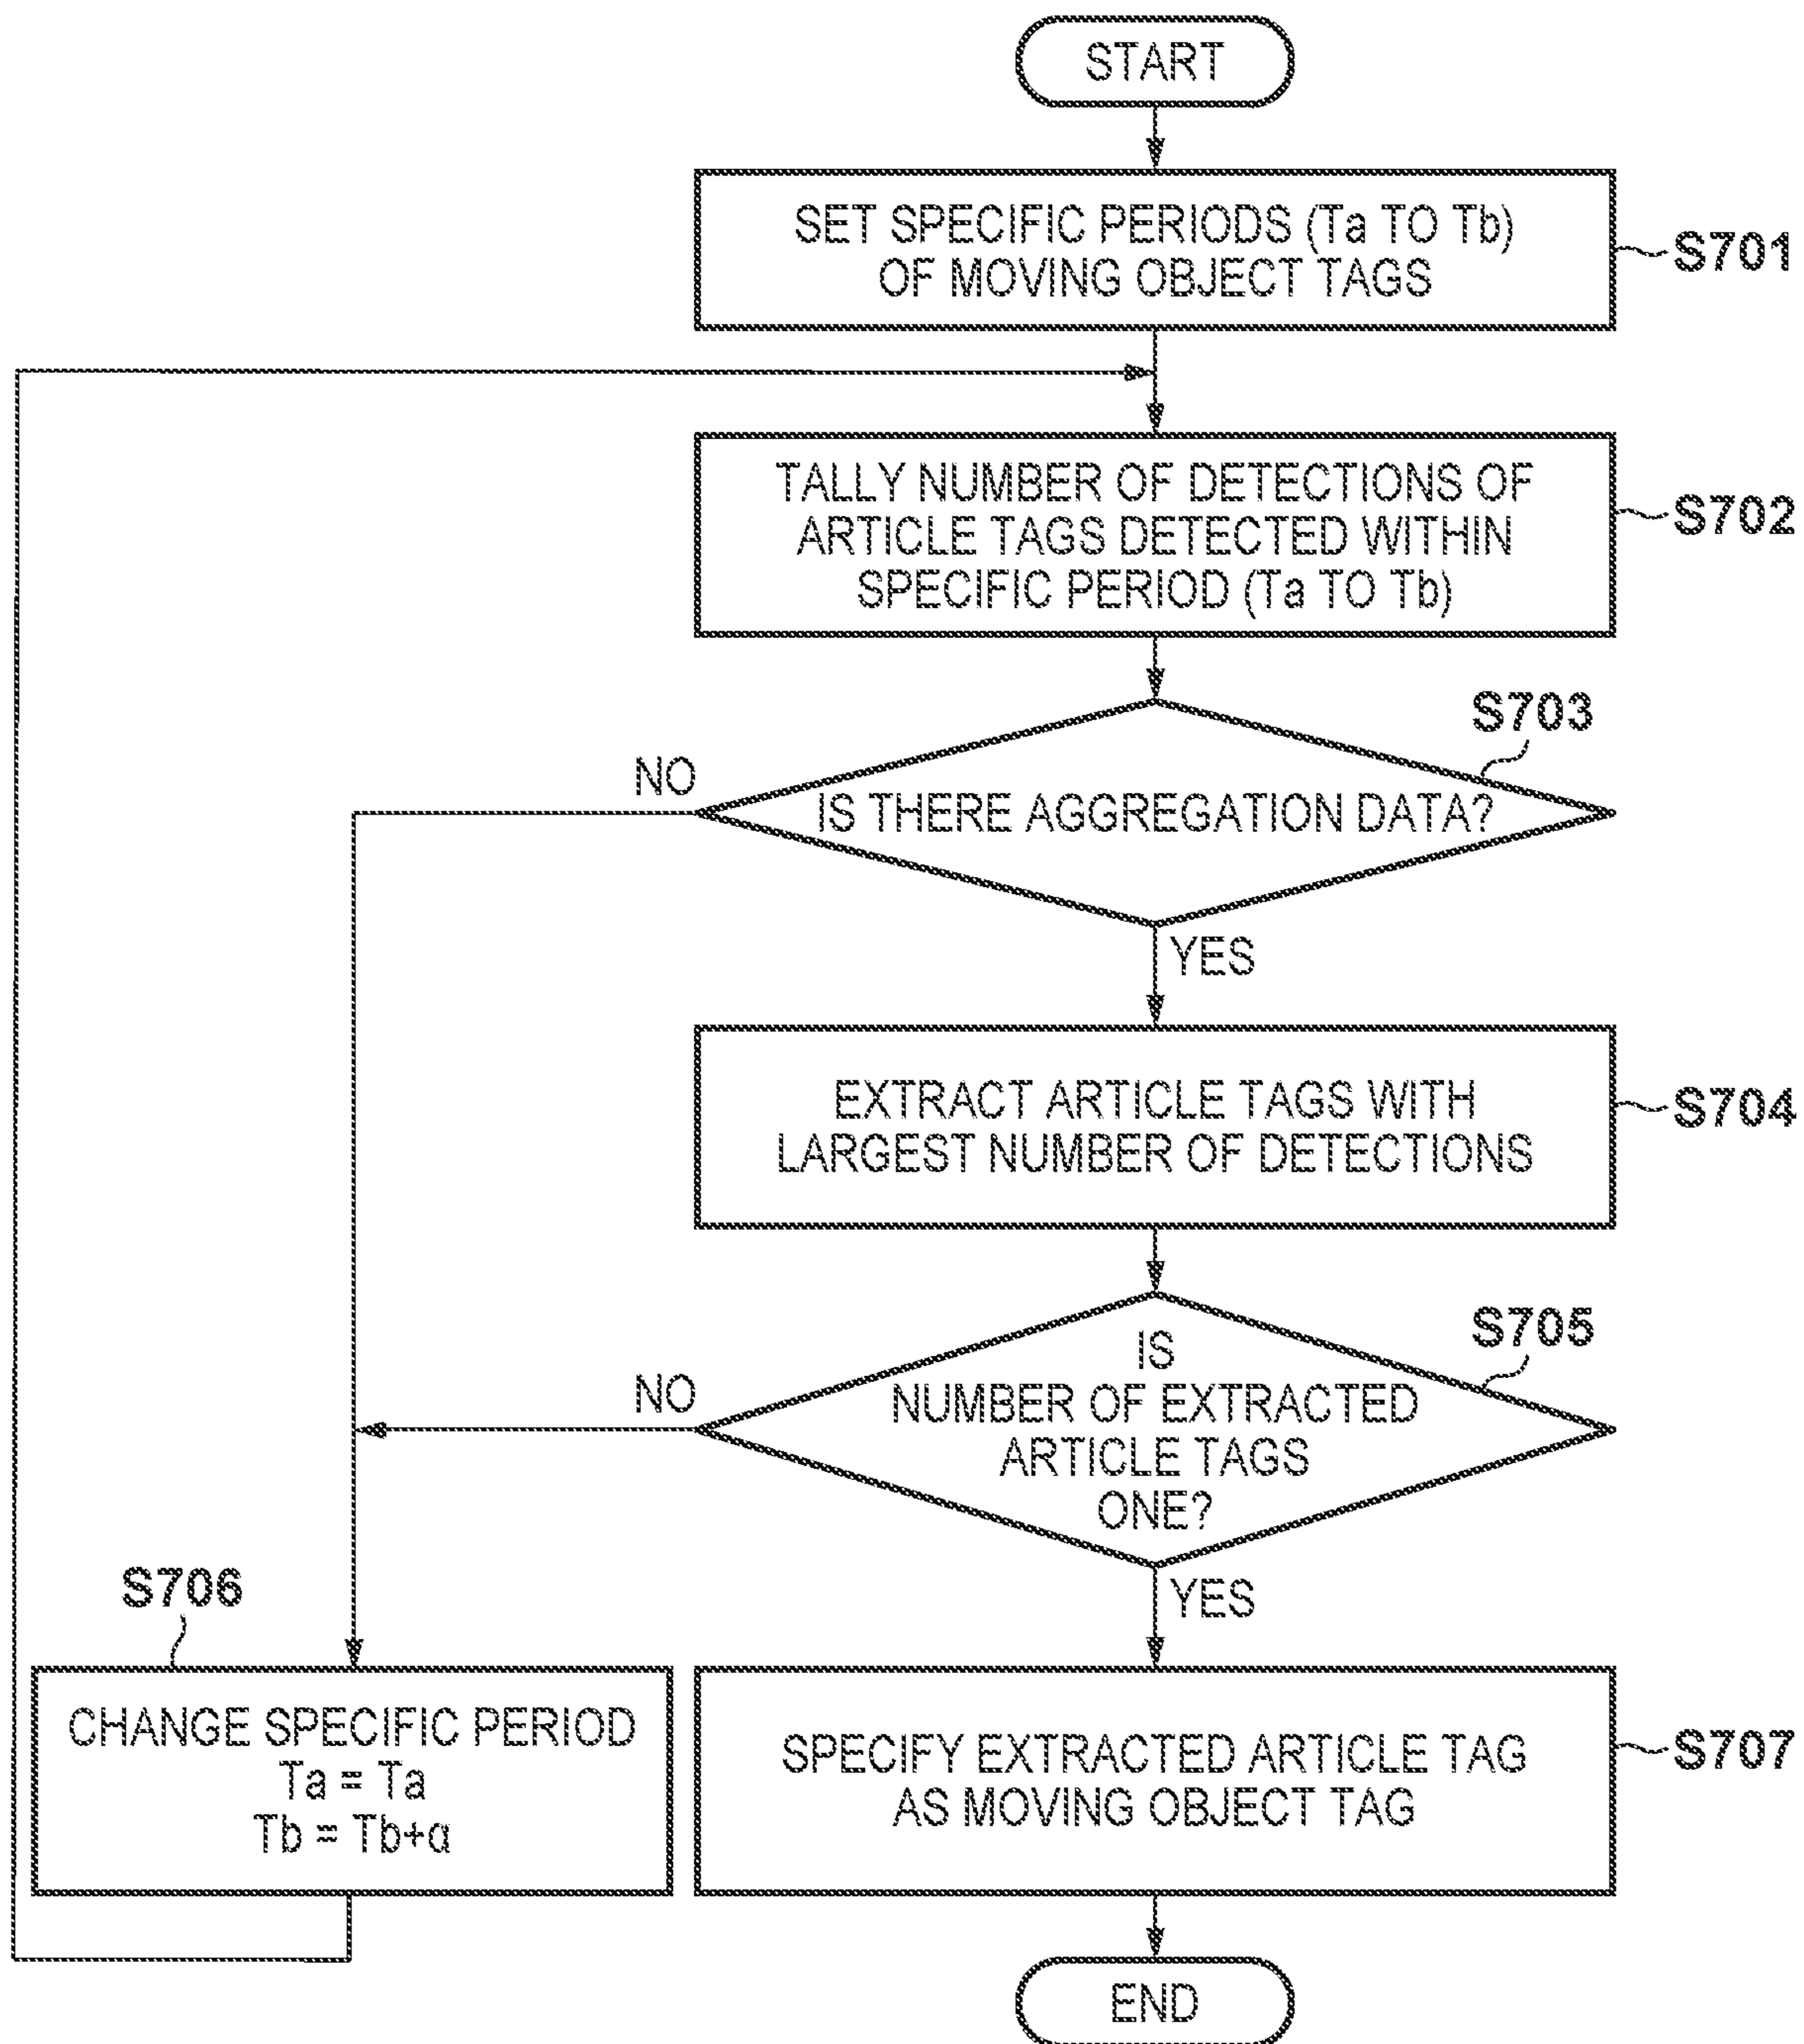 START
SET SPECIFIC PERIODS (Ta TO Tb)
OF MOVING OBJECT TAGS
S701
TALLY NUMBER OF DETECTIONS OF
ARTICLE TAGS DETECTED WITHIN
SPECIFIC PERIOD (Ta TO Tb)
S702
S703
NO
IS THERE AGGREGATION DATA?
YES
EXTRACT ARTICLE TAGS WITH
LARGEST NUMBER OF DETECTIONS
S704
S705
NO
IS
NUMBER OF EXTRACTED
ARTICLE TAGS
ONE?
YES
S706
CHANGE SPECIFIC PERIOD
Ta = Ta
Tb = Tb+α
SPECIFY EXTRACTED ARTICLE TAG
AS MOVING OBJECT TAG
S707
END